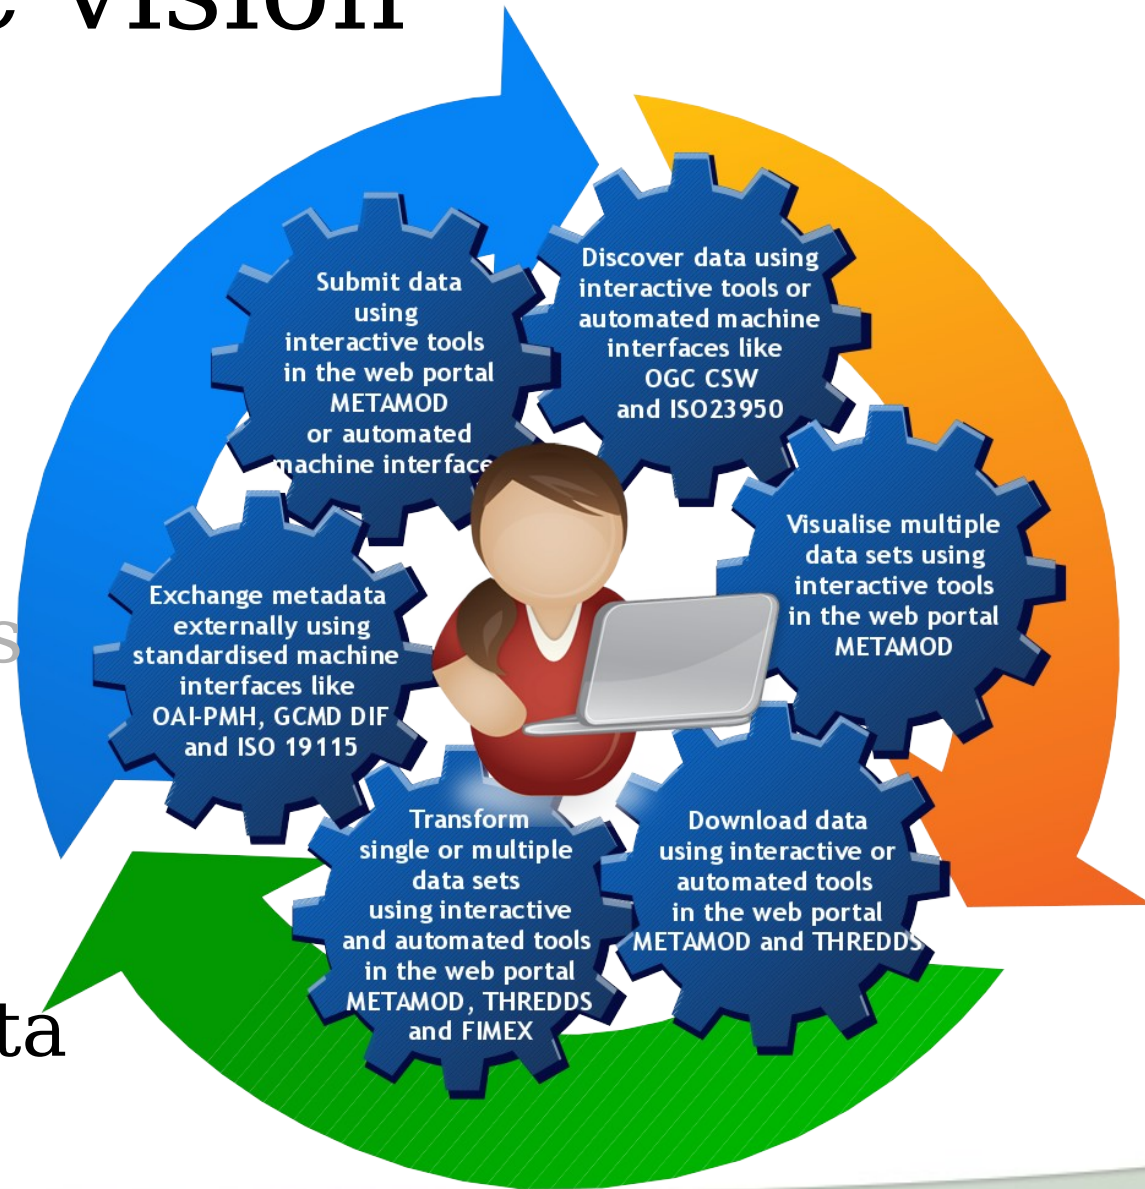 vision
Submit data
using
interactive tools
in the web portal
METAMOD
or automated
machine interface
Discover data using
interactive tools or
automated machine
interfaces like
OGC CSW
and ISO23950
Visualise multiple
data sets using
interactive tools
in the web portal
METAMOD
Exchange metadata
externally using
standardised machine
interfaces like
OAI-PMH, GCMD DIF
and ISO 19115
s
Transform
single or multiple
data sets
using interactive
and automated tools
in the web portal
METAMOD, THREDDS
and FIMEX
Download data
using interactive or
automated tools
in the web portal
METAMOD and THREDDS
ta